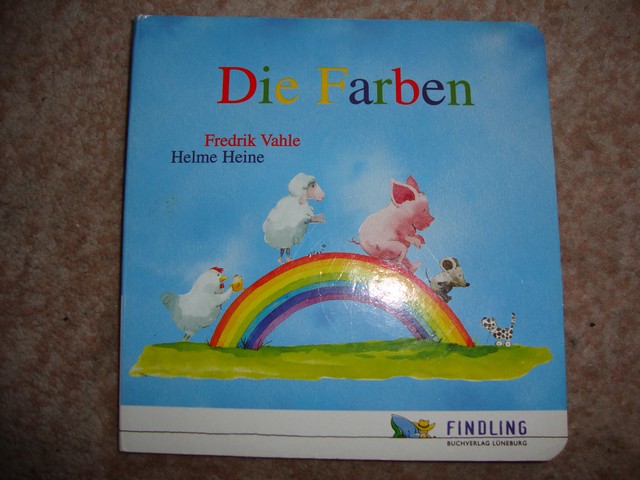 Die Farben
Fredrik Vahle
Helme Heine
FINDLING
BUCHVERLAG LÜNEBURG